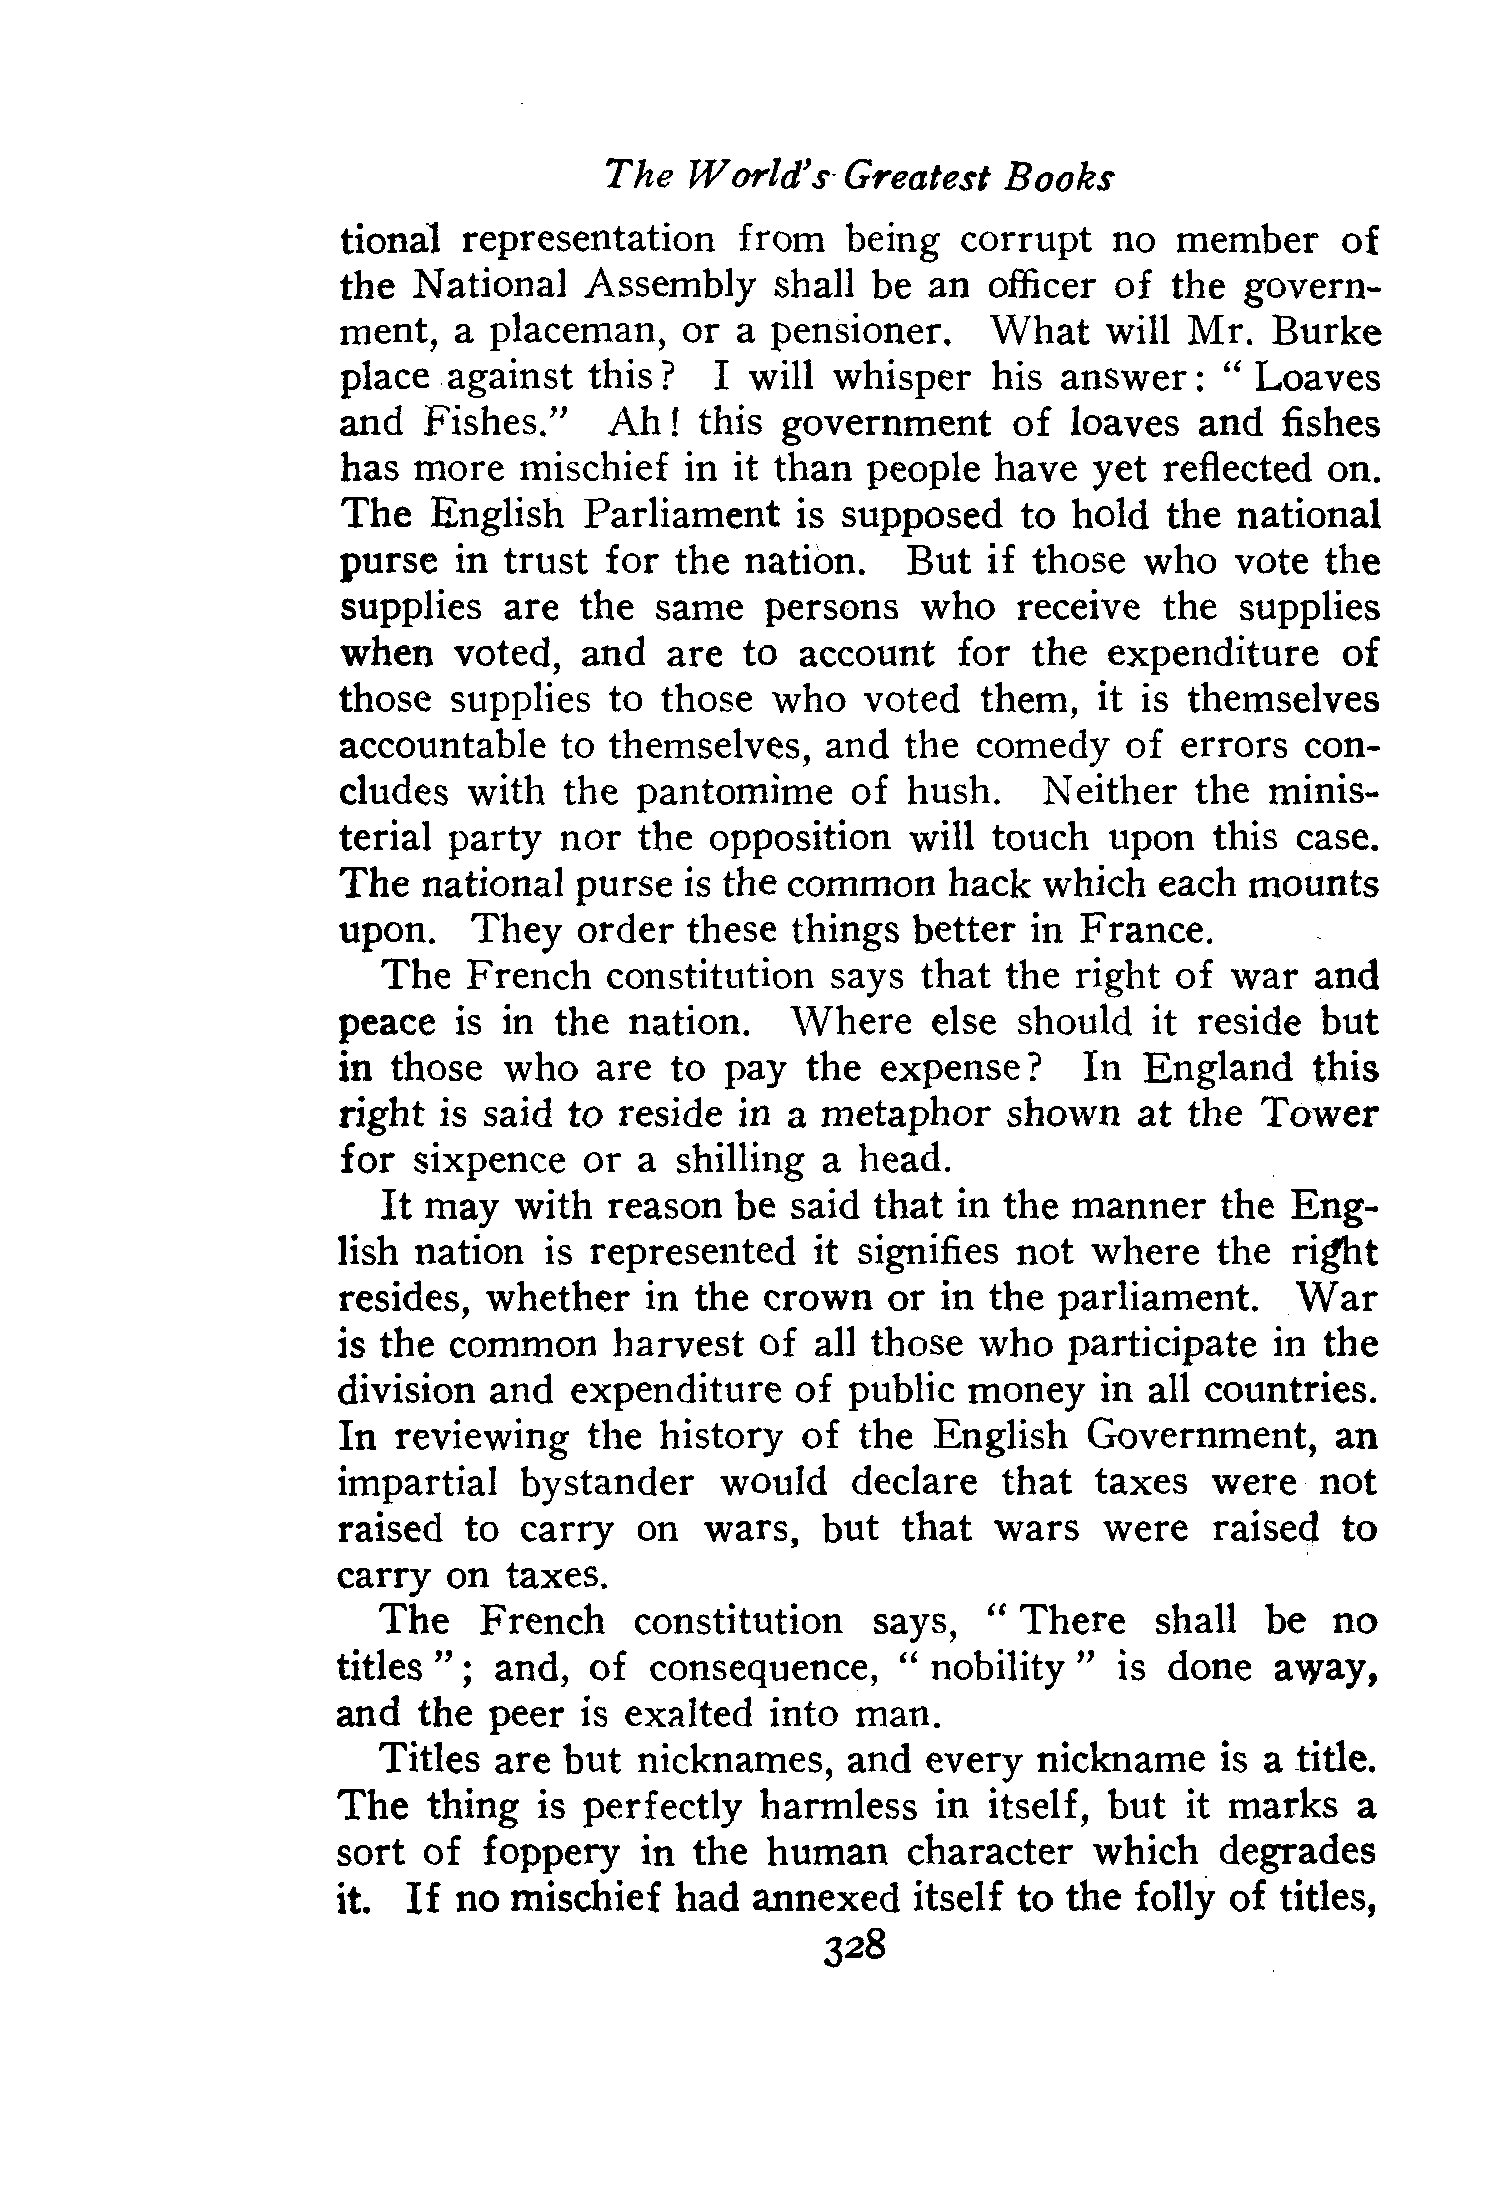 The World's Greatest Books
tional representation from being corrupt no member of
the National Assembly shall be an officer of the govern-
ment, a placeman, or a pensioner. What will Mr. Burke
place against this? I will whisper his answer: " Loaves
and Fishes." Ah! this government of loaves and fishes
has more mischief in it than people have yet reflected on.
The English Parliament is supposed to hold the national
purse in trust for the nation. But if those who vote the
supplies are the same persons who receive the supplies
when voted, and are to account for the expenditure of
those supplies to those who voted them, it is themselves
accountable to themselves, and the comedy of errors con-
cludes with the pantomime of hush. Neither the minis-
terial party nor the opposition will touch upon this case.
The national purse is the common hack which each mounts
upon. They order these things better in France.
The French constitution says that the right of war and
peace is in the nation. Where else should it reside but
in those who are to pay the expense? In England this
right is said to reside in a metaphor shown at the Tower
for sixpence or a shilling a head.
It may with reason be said that in the manner the Eng-
lish nation is represented it signifies not where the right
resides, whether in the crown or in the parliament. War
is the common harvest of all those who participate in the
division and expenditure of public money in all countries.
In reviewing the history of the English Government, an
impartial bystander would declare that taxes were not
raised to carry on wars, but that wars were raised to
carry on taxes.
The French constitution says, " There shall be no
titles "; and, of consequence, " nobility " is done away,
and the peer is exalted into man.
Titles are but nicknames, and every nickname is a title.
The thing is perfectly harmless in itself, but it marks a
sort of foppery in the human character which degrades
it. If no mischief had annexed itself to the folly of titles,
328